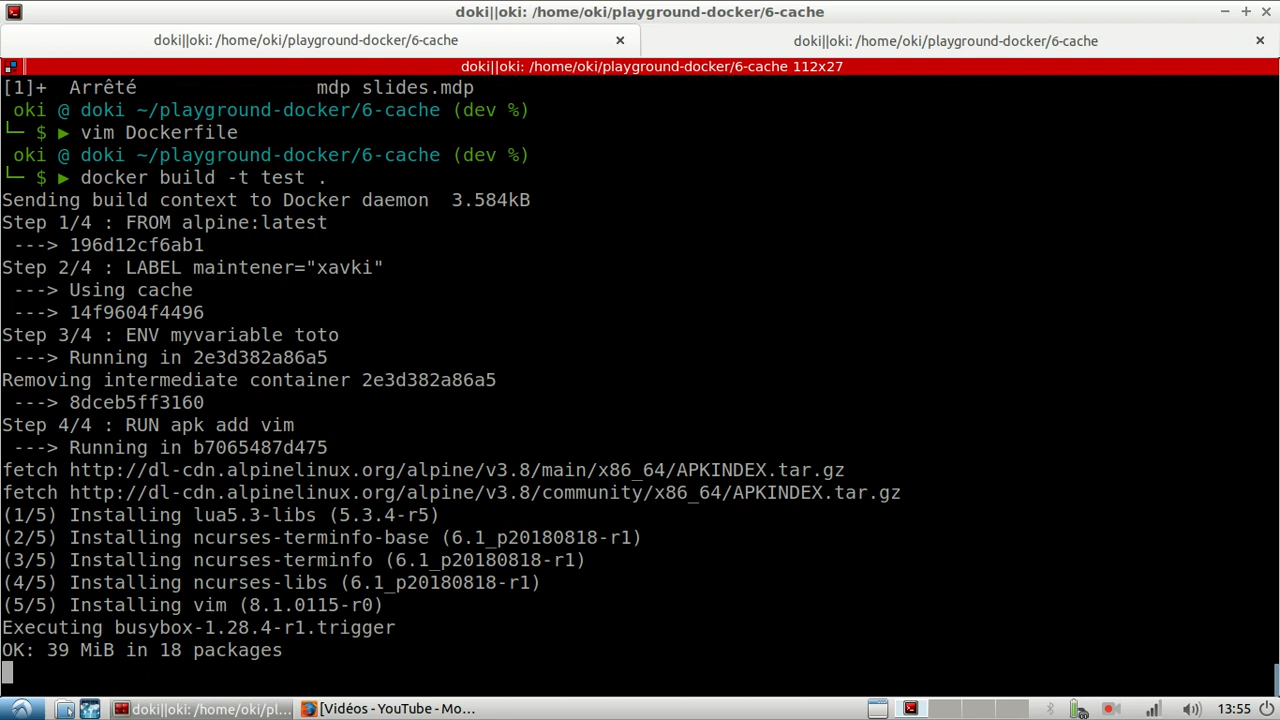 doki||oki: /home/oki/playground-docker/6-cache
doki||oki: /home/oki/playground-docker/6-cache
doki||oki: /home/oki/playground-docker/6-cache
doki||oki: /home/oki/playground-docker/6-cache 112x27
[1]+  Arrêté                mdp slides.mdp
oki @ doki ~/playground-docker/6-cache (dev %)
└─ $ ▶ vim Dockerfile
oki @ doki ~/playground-docker/6-cache (dev %)
└─ $ ▶ docker build -t test .
Sending build context to Docker daemon  3.584kB
Step 1/4 : FROM alpine:latest
---> 196d12cf6ab1
Step 2/4 : LABEL maintener="xavki"
---> Using cache
---> 14f9604f4496
Step 3/4 : ENV myvariable toto
---> Running in 2e3d382a86a5
Removing intermediate container 2e3d382a86a5
---> 8dceb5ff3160
Step 4/4 : RUN apk add vim
---> Running in b7065487d475
fetch http://dl-cdn.alpinelinux.org/alpine/v3.8/main/x86_64/APKINDEX.tar.gz
fetch http://dl-cdn.alpinelinux.org/alpine/v3.8/community/x86_64/APKINDEX.tar.gz
(1/5) Installing lua5.3-libs (5.3.4-r5)
(2/5) Installing ncurses-terminfo-base (6.1_p20180818-r1)
(3/5) Installing ncurses-terminfo (6.1_p20180818-r1)
(4/5) Installing ncurses-libs (6.1_p20180818-r1)
(5/5) Installing vim (8.1.0115-r0)
Executing busybox-1.28.4-r1.trigger
OK: 39 MiB in 18 packages
doki||oki: /home/oki/pl...
[Vidéos - YouTube - Mo...
13:55